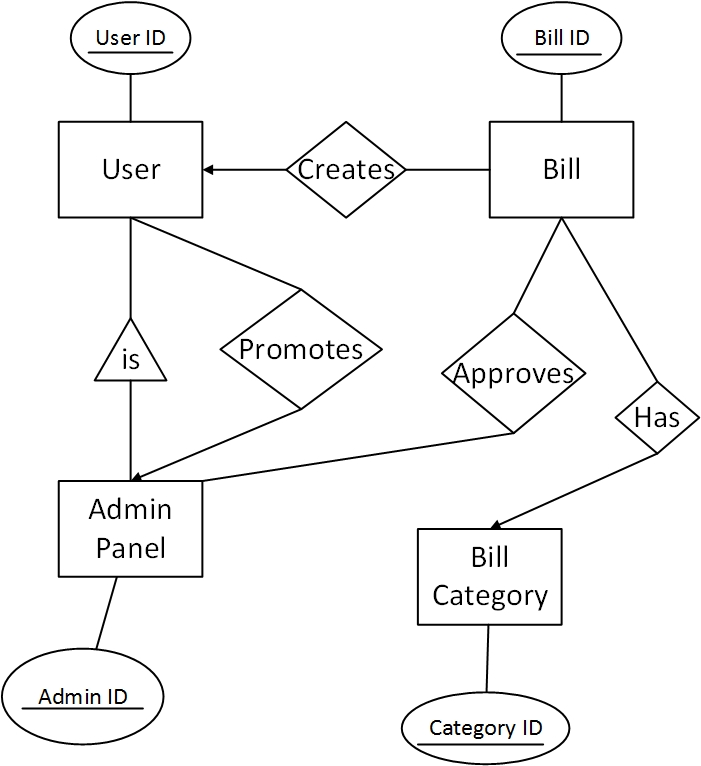 User ID
Bill ID
User
Creates
Bill
is
Promotes
Approves
Has
Admin
Panel
Bill
Category
Admin ID
Category ID